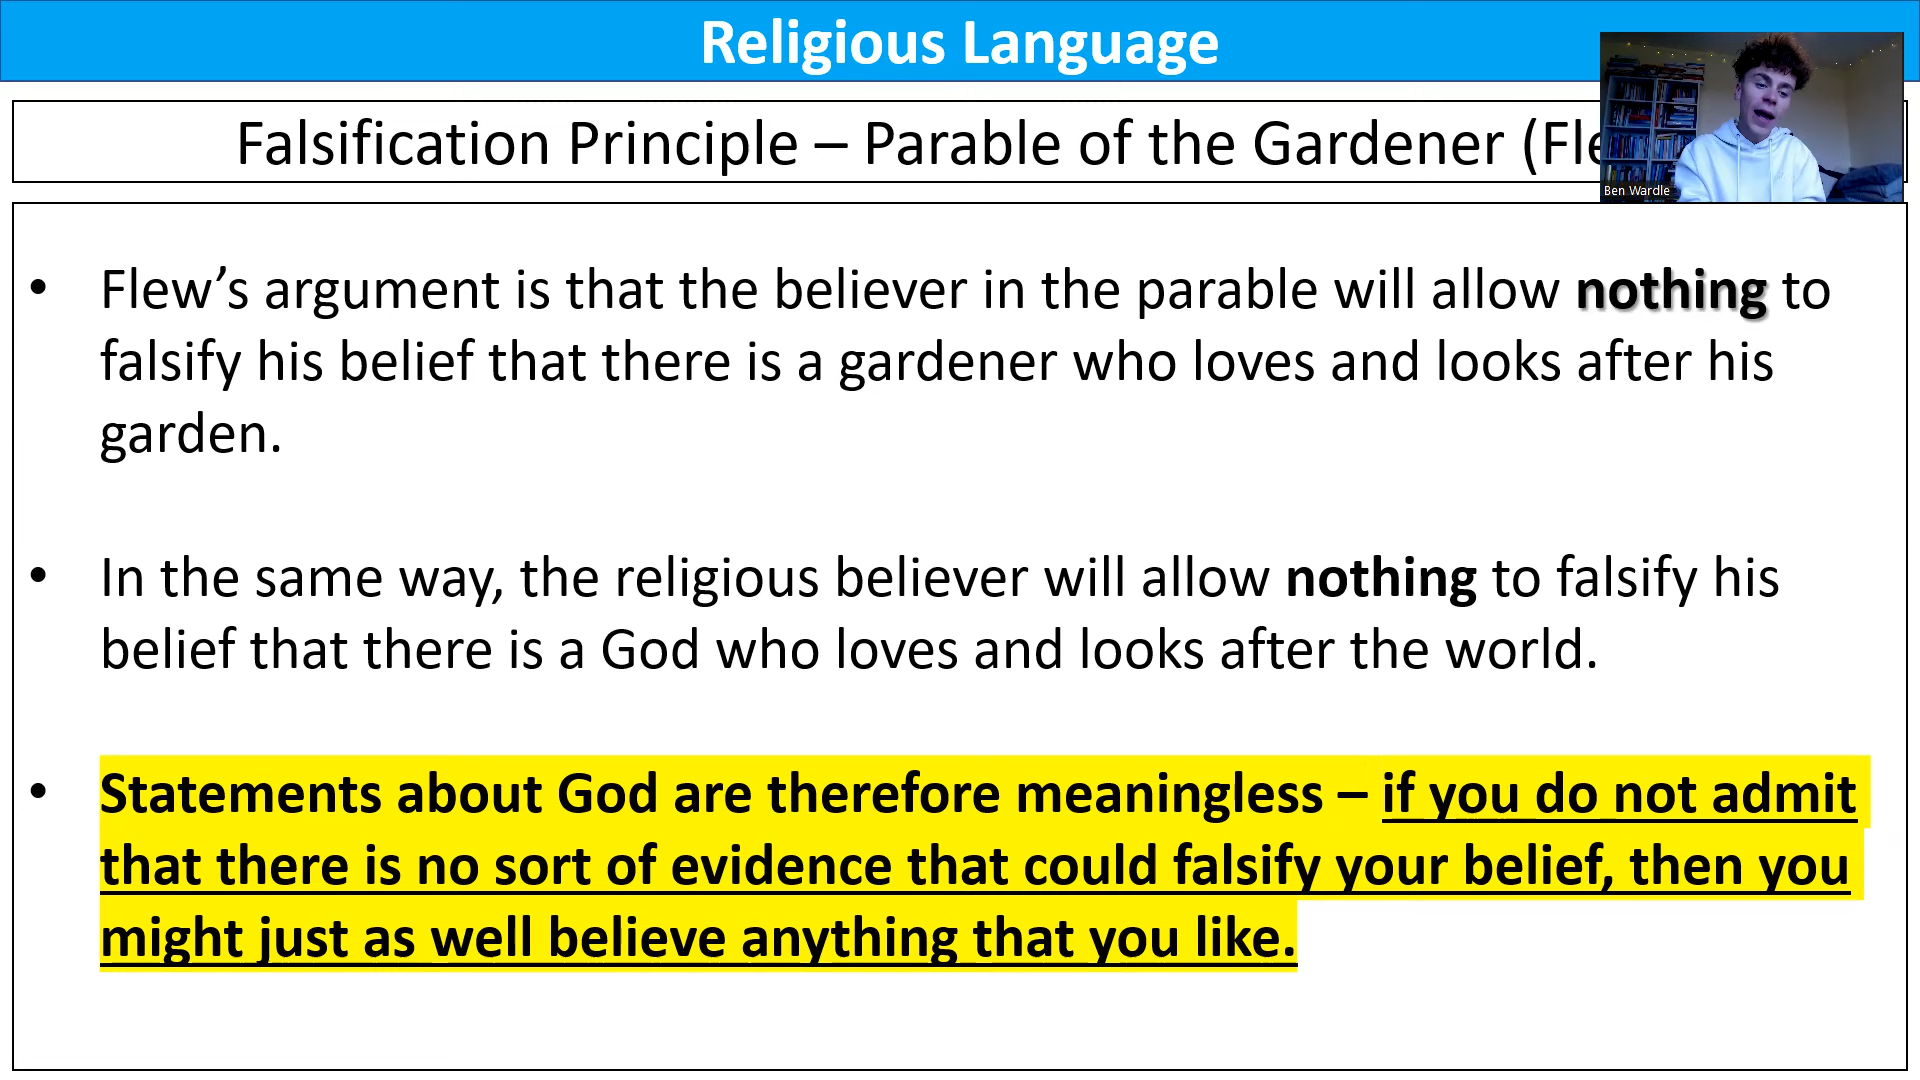 Religious Language
Falsification Principle – Parable of the Gardener (Fle
Ben Wardle
• Flew’s argument is that the believer in the parable will allow nothing to
falsify his belief that there is a gardener who loves and looks after his
garden.
• In the same way, the religious believer will allow nothing to falsify his
belief that there is a God who loves and looks after the world.
• Statements about God are therefore meaningless – if you do not admit
that there is no sort of evidence that could falsify your belief, then you
might just as well believe anything that you like.